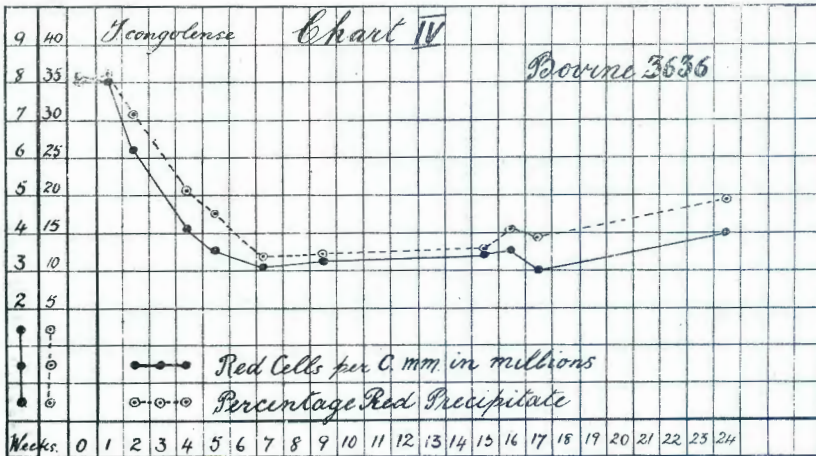 T congolense Chart IV
Bovine 3636
9 40
8 35
7 30
6 25
5 20
4 15
3 10
2 5
Red Cells per C. mm. in millions
Percentage Red Precipitate
Weeks. 0 1 2 3 4 5 6 7 8 9 10 11 12 13 14 15 16 17 18 19 20 21 22 23 24